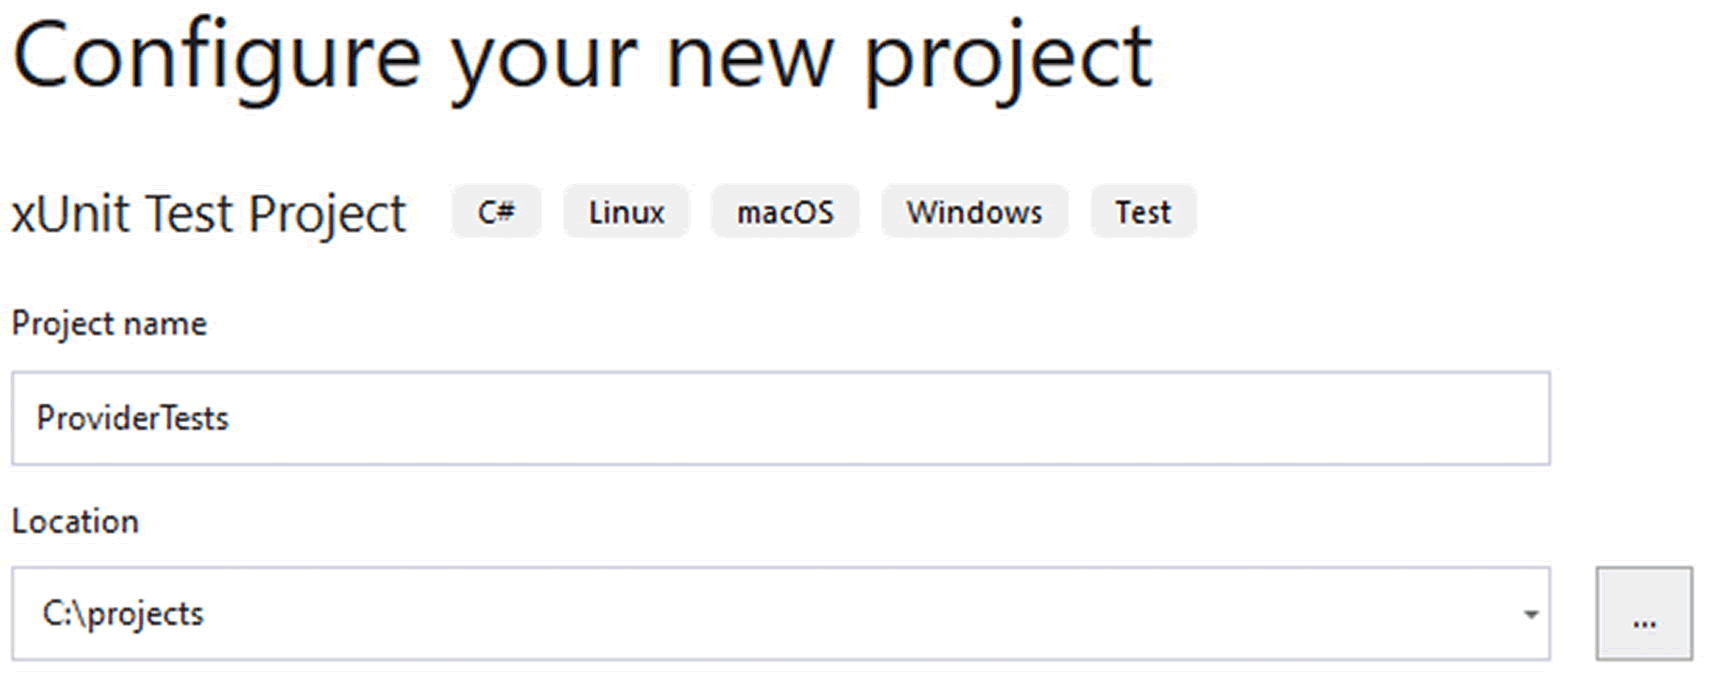 Configure your new project
xUnit Test Project C# Linux macOS Windows Test
Project name
ProviderTests
Location
C:\projects
...